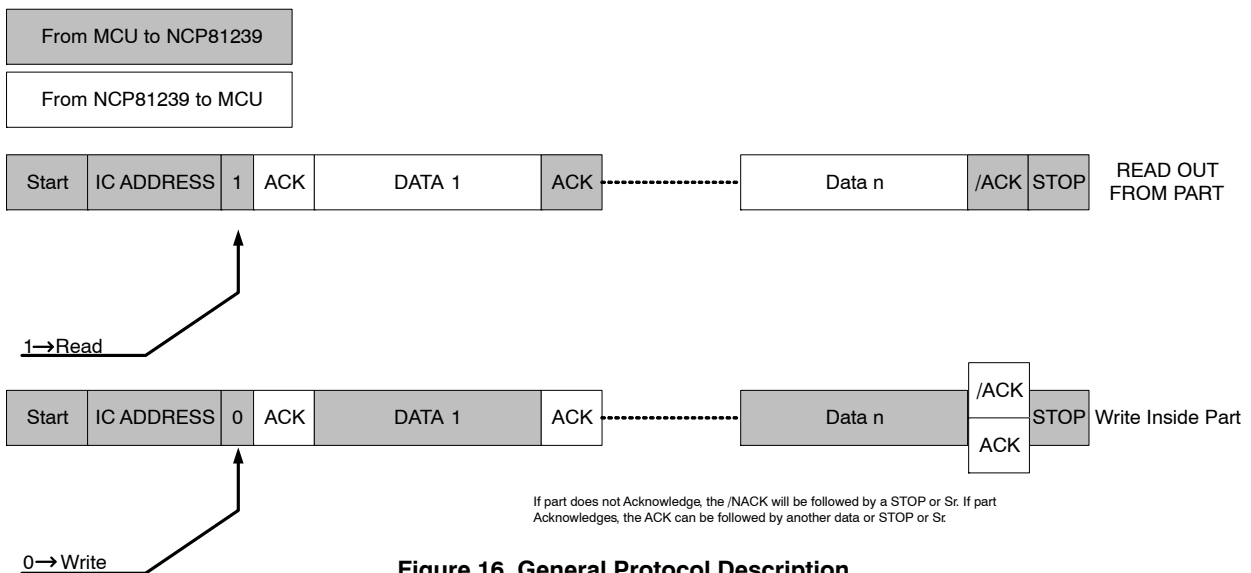 From MCU to NCP81239
From NCP81239 to MCU
Start IC ADDRESS 1 ACK DATA 1 ACK Data n /ACK STOP READ OUT
FROM PART
1→Read
Start IC ADDRESS 0 ACK DATA 1 ACK Data n /ACK STOP Write Inside Part
ACK
If part does not Acknowledge, the /NACK will be followed by a STOP or Sr. If part
Acknowledges, the ACK can be followed by another data or STOP or Sr.
0→Write
Figure 16. General Protocol Description